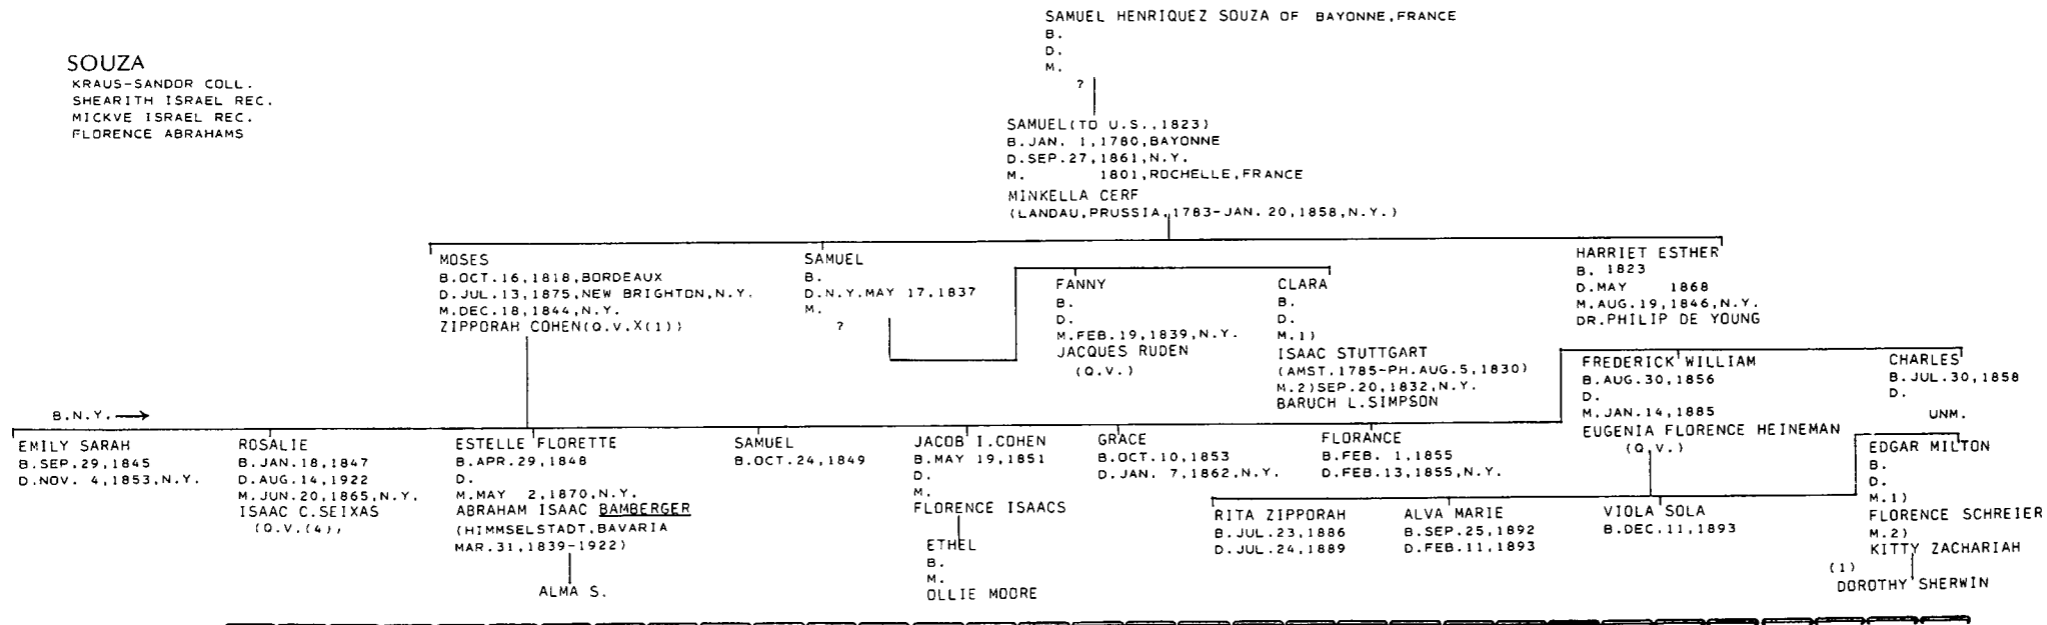 SOUZA
KRAUS-SANDOR COLL.
SHEARITH ISRAEL REC.
MICKVE ISRAEL REC.
FLORENCE ABRAHAMS
SAMUEL HENRIQUEZ SOUZA OF BAYONNE,FRANCE
B.
D.
M.
?
SAMUEL(TO U.S.,1823)
B.JAN. 1,1780,BAYONNE
D.SEP.27,1861,N.Y.
M. 1801,ROCHELLE,FRANCE
MINKELLA CERF
(LANDAU,PRUSSIA,1783-JAN. 20,1858,N.Y.)
MOSES
B.OCT.16,1818,BORDEAUX
D.JUL.13,1875,NEW BRIGHTON,N.Y.
M.DEC.18,1844,N.Y.
ZIPPORAH COHEN(Q.V.X(1))
SAMUEL
B.
D.N.Y.MAY 17,1837
M.
?
FANNY
B.
D.
M.FEB.19,1839,N.Y.
JACQUES RUDEN
(Q.V.)
CLARA
B.
D.
M.1)
ISAAC STUTTGART
(AMST.1785-PH.AUG.5,1830)
M.2)SEP.20,1832,N.Y.
BARUCH L.SIMPSON
HARRIET ESTHER
B. 1823
D.MAY 1868
M.AUG.19,1846,N.Y.
DR.PHILIP DE YOUNG
B.N.Y.
EMILY SARAH
B.SEP.29,1845
D.NOV. 4,1853,N.Y.
ROSALIE
B.JAN.18,1847
D.AUG.14,1922
M.JUN.20,1865,N.Y.
ISAAC C.SEIXAS
(Q.V.(4),
ESTELLE FLORETTE
B.APR.29,1848
D.
M.MAY 2,1870,N.Y.
ABRAHAM ISAAC BAMBERGER
(HIMMSELSTADT,BAVARIA
MAR.31,1839-1922)
ALMA S.
SAMUEL
B.OCT.24,1849
JACOB I.COHEN
B.MAY 19,1851
D.
M.
FLORENCE ISAACS
ETHEL
B.
M.
OLLIE MOORE
GRACE
B.OCT.10,1853
D.JAN. 7,1862,N.Y.
FLORANCE
B.FEB. 1,1855
D.FEB.13,1855,N.Y.
FREDERICK WILLIAM
B.AUG.30,1856
D.
M.JAN.14,1885
EUGENIA FLORENCE HEINEMAN
(Q.V.)
CHARLES
B.JUL.30,1858
D.
UNM.
RITA ZIPPORAH
B.JUL.23,1886
D.JUL.24,1889
ALVA MARIE
B.SEP.25,1892
D.FEB.11,1893
VIOLA SOLA
B.DEC.11,1893
EDGAR MILTON
B.
D.
M.1)
FLORENCE SCHREIER
M.2)
KITTY ZACHARIAH
(1)
DOROTHY SHERWIN